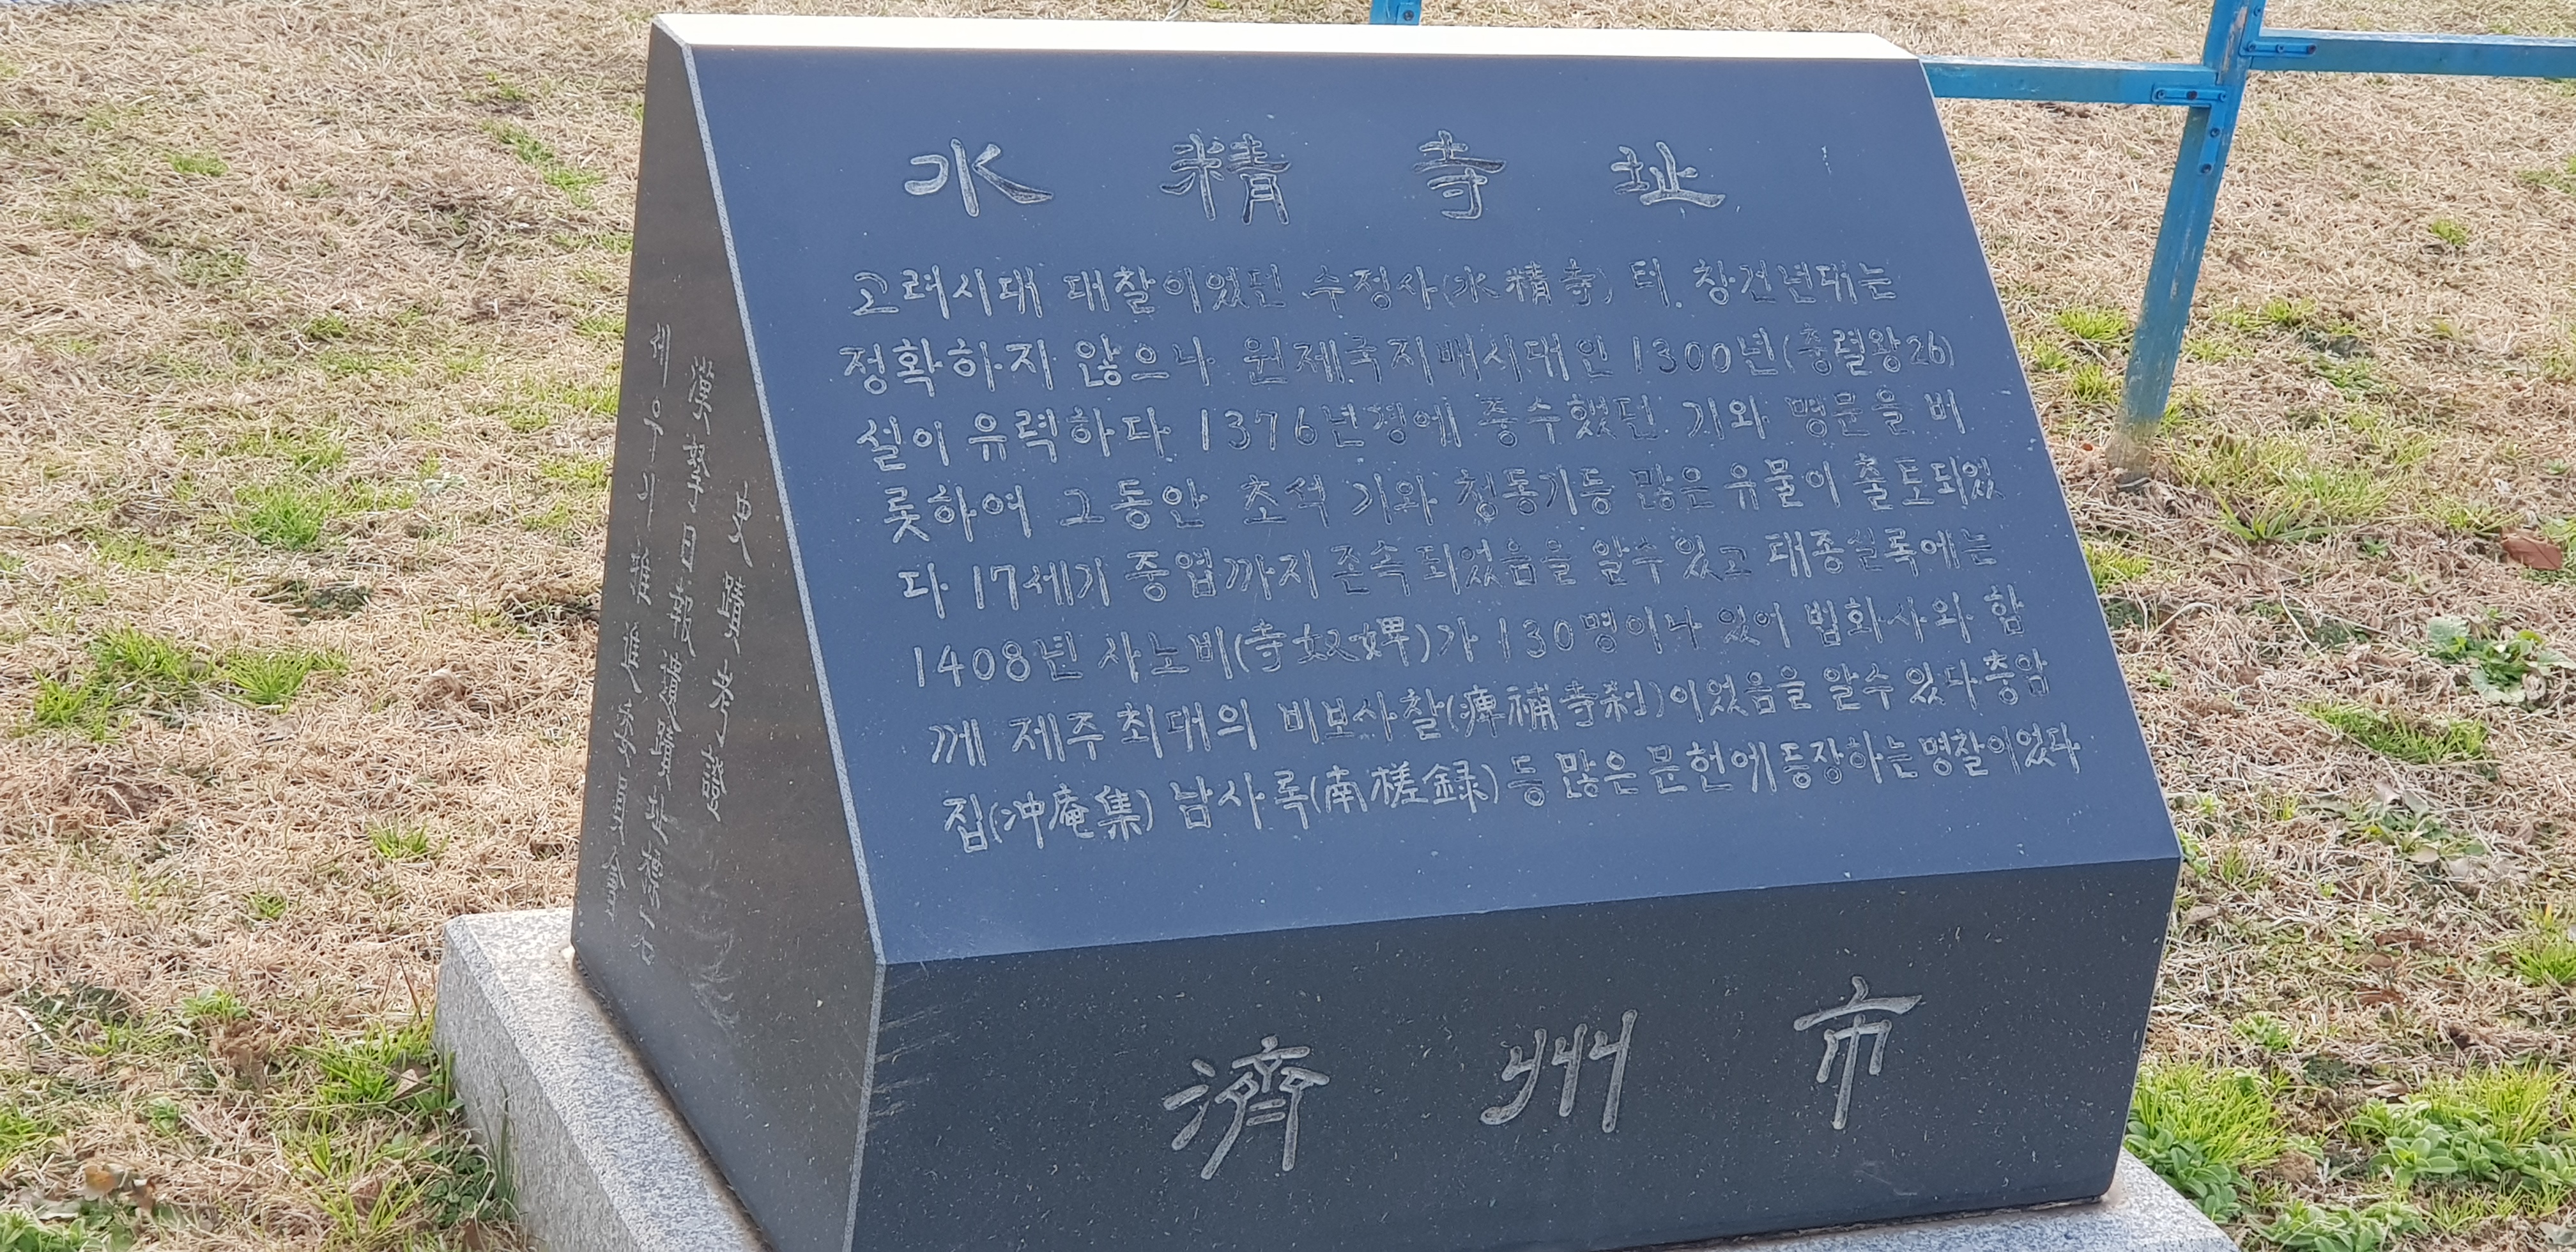 水 精 寺 址
고려시대 대찰이었던 수정사(水精寺) 터. 창건년대는
정확하지 않으나 원제국지배시대인 1300년(충렬왕26)
설이 유력하다 1376년경에 중수했던 기와 명문을 비
롯하여 그동안 초석 기와 청동기등 많은 유물이 출토되었
다 17세기 중엽까지 존속되었음을 알수 있고 태종실록에는
1408년 사노비(寺奴婢)가 130명이나 있어 법화사와 함
께 제주 최대의 비보사찰(裨補寺刹)이었음을 알수 있다 충암
집(冲庵集) 남사록(南槎録)등 많은 문헌에 등장하는 명찰이었다
濟 州 市
漢拏日報遺蹟址標石
세우기推進委員會